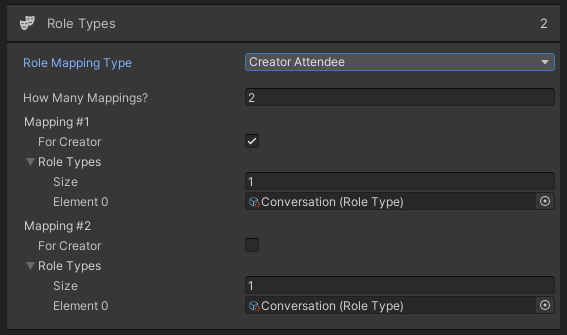 Role Types 2
Role Mapping Type Creator Attendee
How Many Mappings? 2
Mapping #1
For Creator
Role Types
Size 1
Element 0 Conversation (Role Type)
Mapping #2
For Creator
Role Types
Size 1
Element 0 Conversation (Role Type)